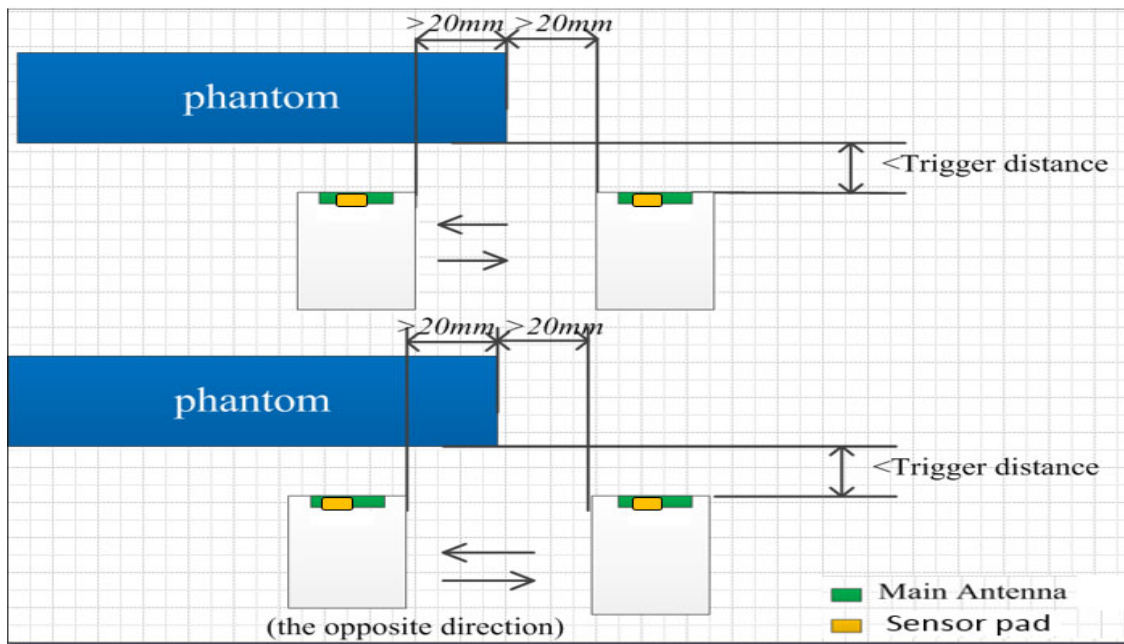 >20mm >20mm
phantom
<Trigger distance
>20mm >20mm
phantom
<Trigger distance
(the opposite direction)
Main Antenna
Sensor pad